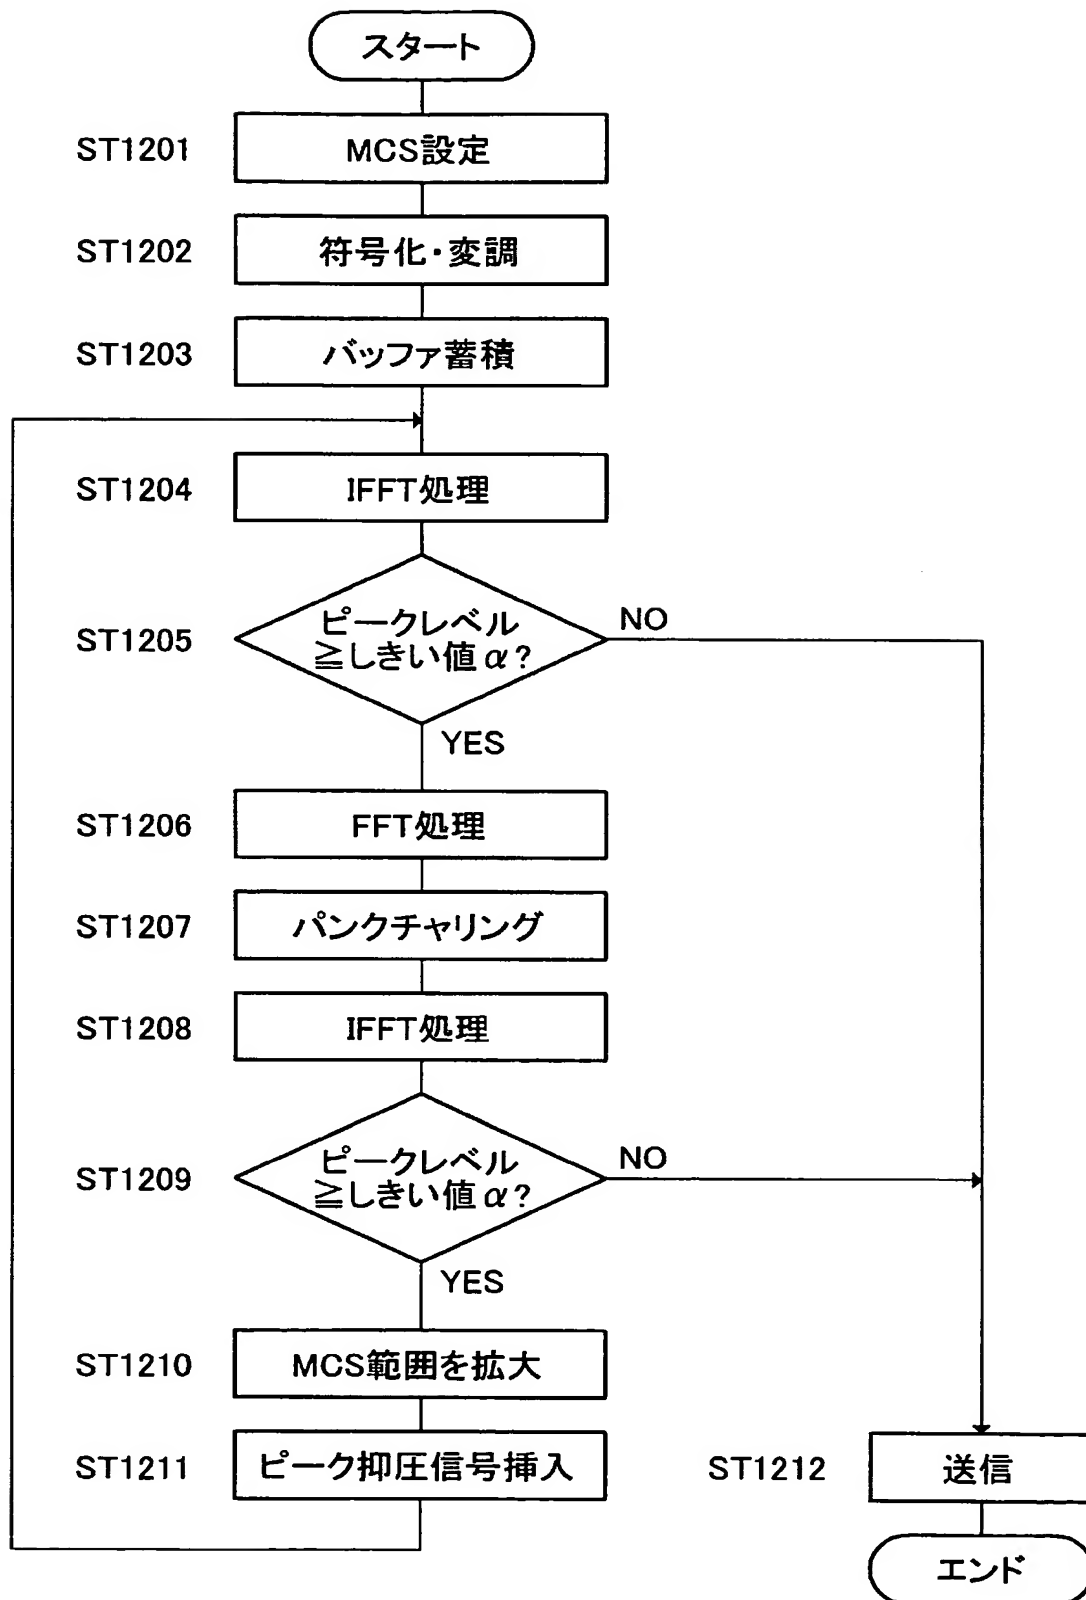 スタート
ST1201
MCS設定
ST1202
符号化・変調
ST1203
バッファ蓄積
ST1204
IFFT処理
ST1205
ピークレベル
≧しきい値α?
NO
YES
ST1206
FFT処理
ST1207
パンクチャリング
ST1208
IFFT処理
ST1209
ピークレベル
≧しきい値α?
NO
YES
ST1210
MCS範囲を拡大
ST1211
ピーク抑圧信号挿入
ST1212
送信
エンド